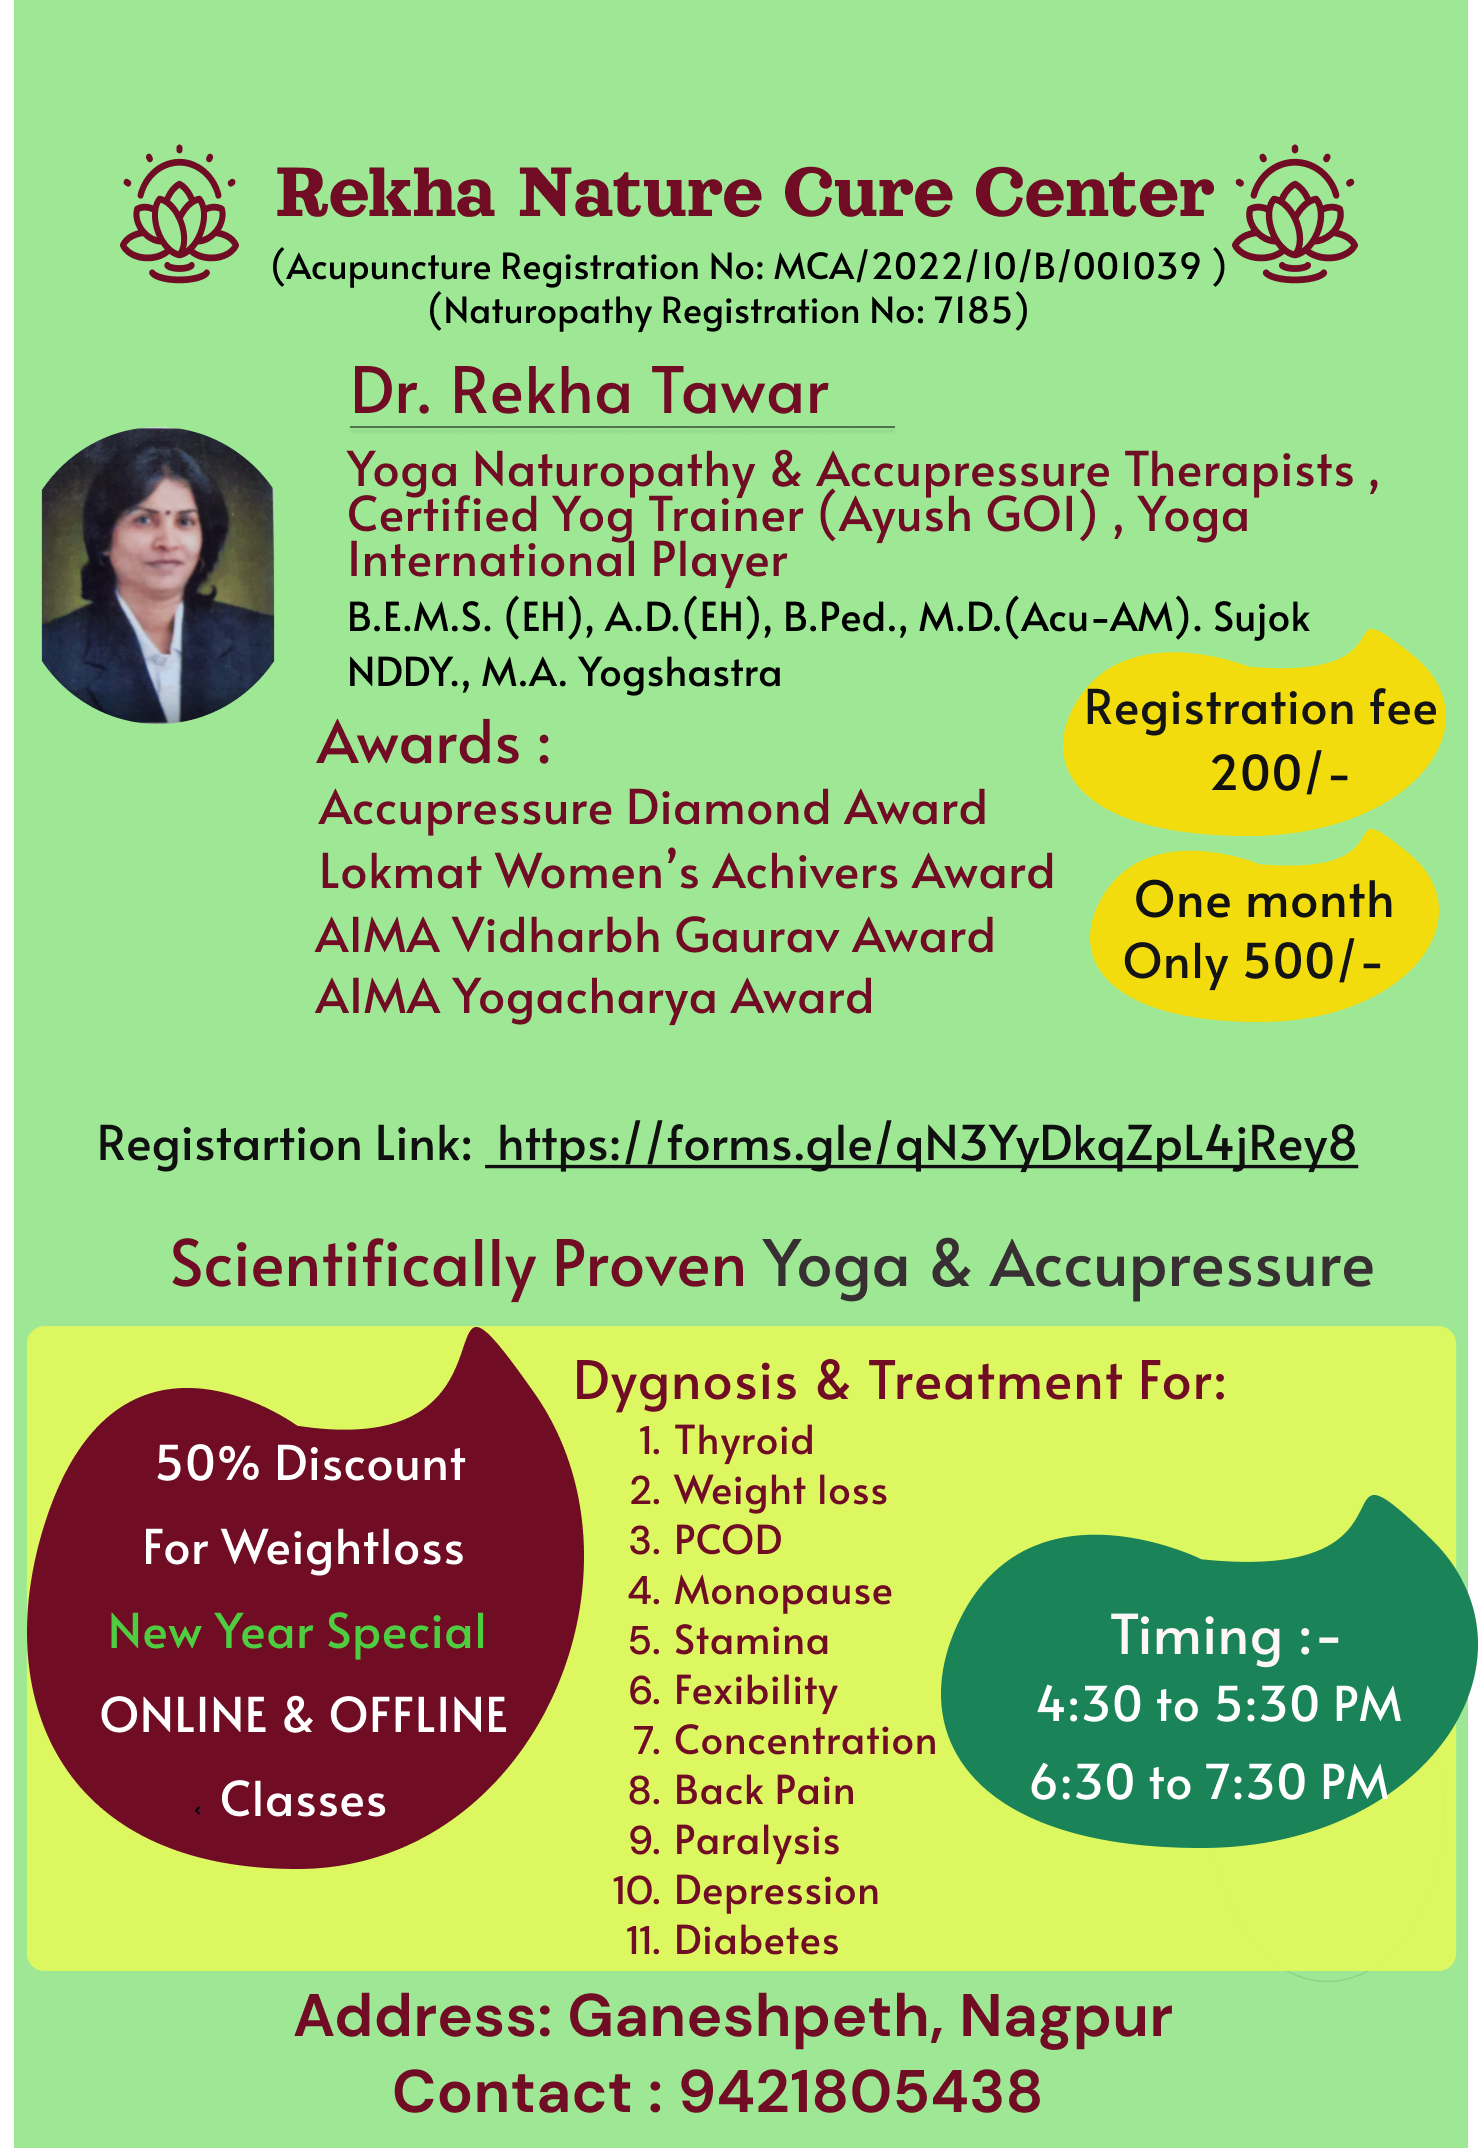 Rekha Nature Cure Center
(Acupuncture Registration No: MCA/2022/10/B/001039 )
(Naturopathy Registration No: 7185)
Dr. Rekha Tawar
Yoga Naturopathy & Accupressure Therapists ,
Certified Yog Trainer (Ayush GOI) , Yoga
International Player
B.E.M.S. (EH), A.D.(EH), B.Ped., M.D.(Acu-AM). Sujok
NDDY., M.A. Yogshastra
Registration fee
200/-
Awards :
Accupressure Diamond Award
Lokmat Women's Achivers Award
AIMA Vidharbh Gaurav Award
AIMA Yogacharya Award
One month
Only 500/-
Registartion Link: https://forms.gle/qN3YyDkqZpL4jRey8
Scientifically Proven Yoga & Accupressure
50% Discount
For Weightloss
New Year Special
ONLINE & OFFLINE
Classes
Dygnosis & Treatment For:
1. Thyroid
2. Weight loss
3. PCOD
4. Monopause
5. Stamina
6. Fexibility
7. Concentration
8. Back Pain
9. Paralysis
10. Depression
11. Diabetes
Timing :-
4:30 to 5:30 PM
6:30 to 7:30 PM
Address: Ganeshpeth, Nagpur
Contact : 9421805438